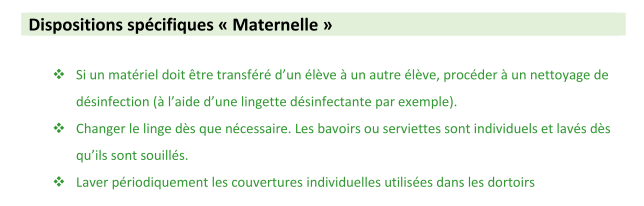 Dispositions spécifiques « Maternelle »
❖ Si un matériel doit être transféré d'un élève à un autre élève, procéder à un nettoyage de
désinfection (à l'aide d'une lingette désinfectante par exemple).
❖ Changer le linge dès que nécessaire. Les bavoirs ou serviettes sont individuels et lavés dès
qu'ils sont souillés.
❖ Laver périodiquement les couvertures individuelles utilisées dans les dortoirs